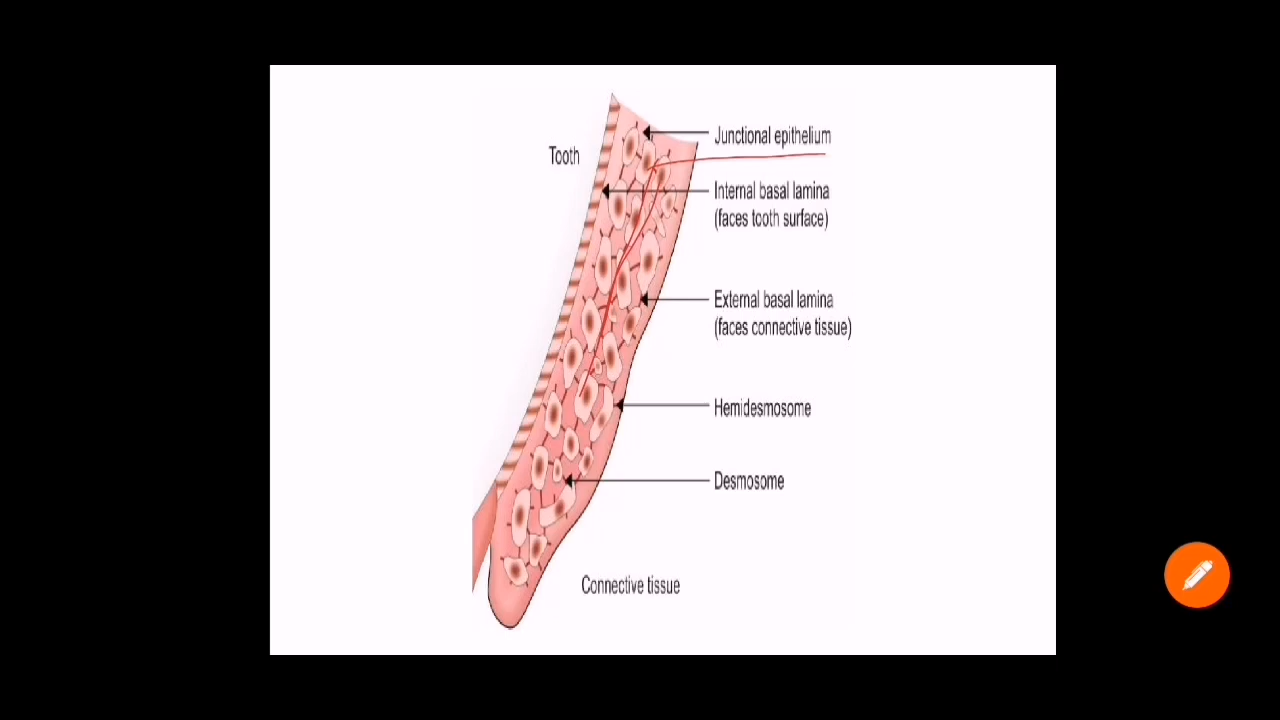 Tooth
Junctional epithelium
Internal basal lamina
(faces tooth surface)
External basal lamina
(faces connective tissue)
Hemidesmosome
Desmosome
Connective tissue